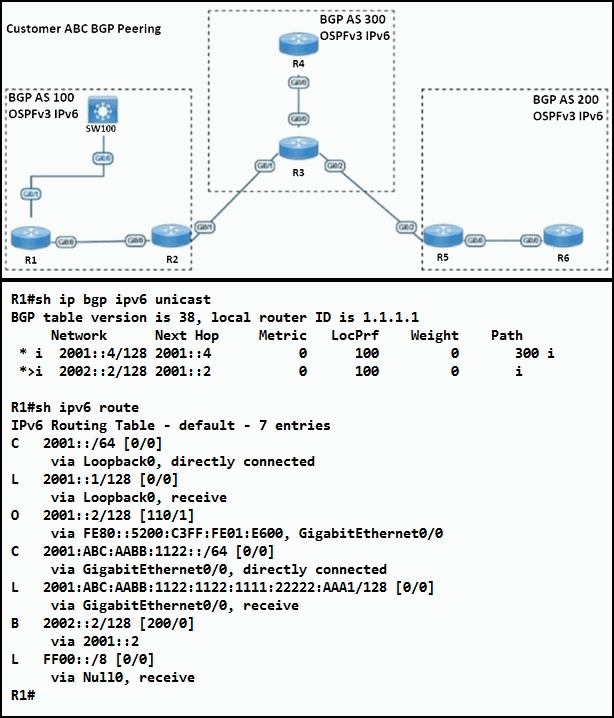 Customer ABC BGP Peering
BGP AS 300
OSPFv3 IPv6
R4
Gi0/0
Gi0/0
R3
Gi0/1
Gi0/2
BGP AS 100
OSPFv3 IPv6
SW100
Gi0/0
Gi0/1
R1
Gi0/0
Gi0/0
R2
Gi0/1
BGP AS 200
OSPFv3 IPv6
Gi0/2
R5
Gi0/0
Gi0/0
R6
R1#sh ip bgp ipv6 unicast
BGP table version is 38, local router ID is 1.1.1.1
Network Next Hop Metric LocPrf Weight Path
* i 2001::4/128 2001::4 0 100 0 300 i
*>i 2002::2/128 2001::2 0 100 0 i
R1#sh ipv6 route
IPv6 Routing Table - default - 7 entries
C 2001::/64 [0/0]
via Loopback0, directly connected
L 2001::1/128 [0/0]
via Loopback0, receive
O 2001::2/128 [110/1]
via FE80::5200:C3FF:FE01:E600, GigabitEthernet0/0
C 2001:ABC:AABB:1122::/64 [0/0]
via GigabitEthernet0/0, directly connected
L 2001:ABC:AABB:1122:1122:1111:22222:AAA1/128 [0/0]
via GigabitEthernet0/0, receive
B 2002::2/128 [200/0]
via 2001::2
L FF00::/8 [0/0]
via Null0, receive
R1#